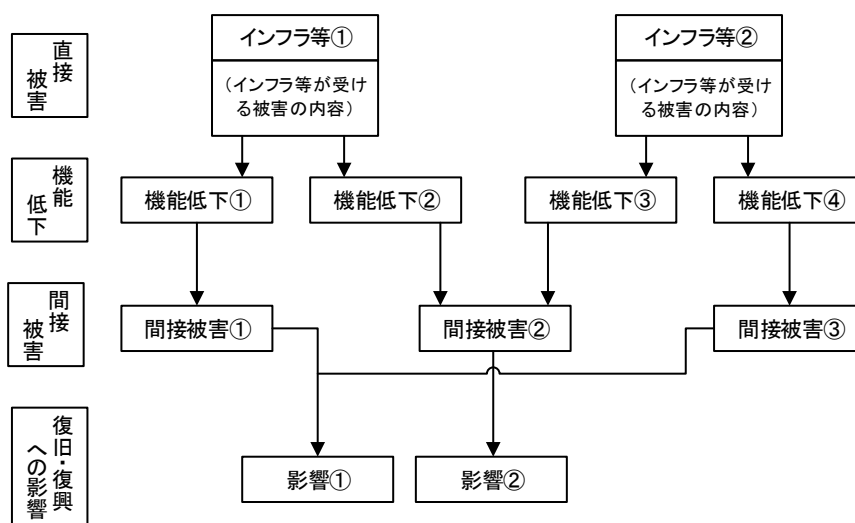 直接
被害
インフラ等①
(インフラ等が受け
る被害の内容)
インフラ等②
(インフラ等が受け
る被害の内容)
機能
低下
機能低下①
機能低下②
機能低下③
機能低下④
間接
被害
間接被害①
間接被害②
間接被害③
復旧・復興
への影響
影響①
影響②